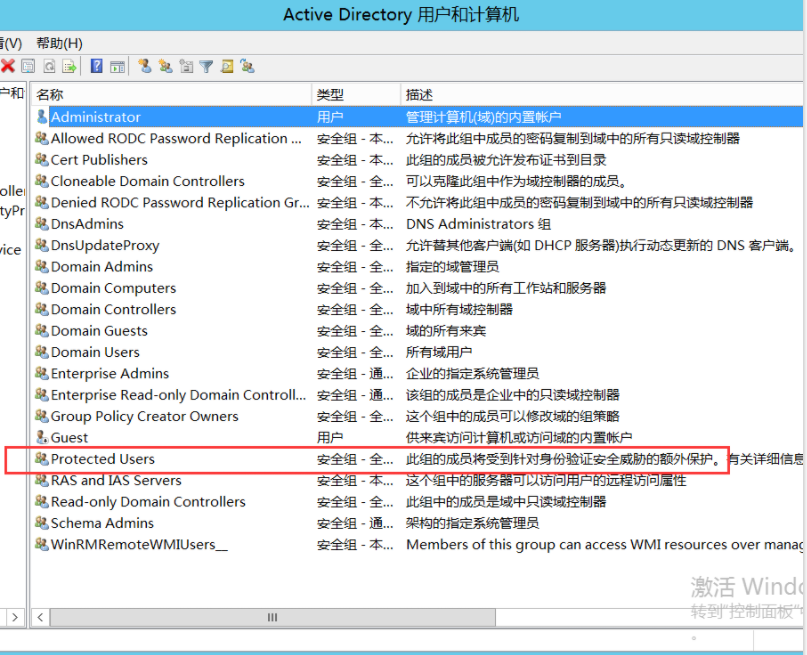 Active Directory 用户和计算机
(V) 帮助(H)
户和
名称 类型 描述
Administrator 用户 管理计算机(域)的内置帐户
Allowed RODC Password Replication ... 安全组 - 本... 允许将此组中成员的密码复制到域中的所有只读域控制器
Cert Publishers 安全组 - 本... 此组的成员被允许发布证书到目录
Cloneable Domain Controllers 安全组 - 全... 可以克隆此组中作为域控制器的成员。
Denied RODC Password Replication Gr... 安全组 - 本... 不允许将此组中成员的密码复制到域中的所有只读域控制器
DnsAdmins 安全组 - 本... DNS Administrators 组
DnsUpdateProxy 安全组 - 全... 允许替其他客户端(如 DHCP 服务器)执行动态更新的 DNS 客户端。
Domain Admins 安全组 - 全... 指定的域管理员
Domain Computers 安全组 - 全... 加入到域中的所有工作站和服务器
Domain Controllers 安全组 - 全... 域中所有域控制器
Domain Guests 安全组 - 全... 域的所有来宾
Domain Users 安全组 - 全... 所有域用户
Enterprise Admins 安全组 - 通... 企业的指定系统管理员
Enterprise Read-only Domain Controll... 安全组 - 通... 该组的成员是企业中的只读域控制器
Group Policy Creator Owners 安全组 - 全... 这个组中的成员可以修改域的组策略
Guest 用户 供来宾访问计算机或访问域的内置帐户
Protected Users 安全组 - 全... 此组的成员将受到针对身份验证安全威胁的额外保护。有关详细信息
RAS and IAS Servers 安全组 - 本... 这个组中的服务器可以访问用户的远程访问属性
Read-only Domain Controllers 安全组 - 全... 此组中的成员是域中只读域控制器
Schema Admins 安全组 - 通... 架构的指定系统管理员
WinRMRemoteWMIUsers__ 安全组 - 本... Members of this group can access WMI resources over manag
oller
tyPr
vice
激活 Windo
转到"控制面板"中